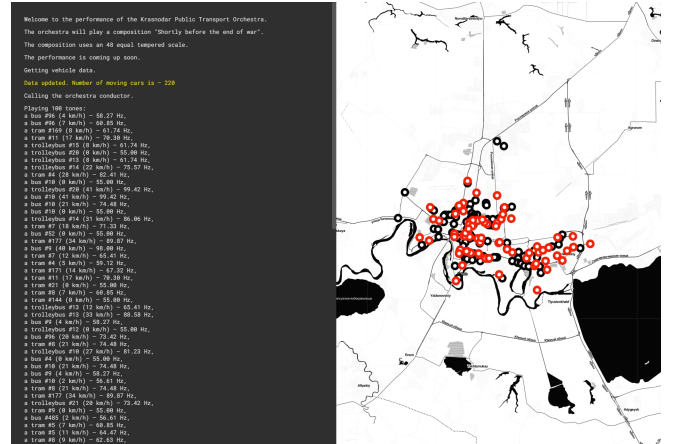 Welcome to the performance of the Krasnodar Public Transport Orchestra.
The orchestra will play a composition "Shortly before the end of war".
The composition uses an 48 equal tempered scale.
The performance is coming up soon.
Getting vehicle data.
Data updated. Number of moving cars is – 220
Calling the orchestra conductor.
Playing 100 tones:
a bus #96 (4 km/h) – 58.27 Hz,
a bus #96 (7 km/h) – 60.85 Hz,
a tram #169 (8 km/h) – 61.74 Hz,
a tram #11 (17 km/h) – 70.30 Hz,
a trolleybus #15 (8 km/h) – 61.74 Hz,
a trolleybus #20 (0 km/h) – 55.00 Hz,
a trolleybus #13 (8 km/h) – 61.74 Hz,
a trolleybus #14 (22 km/h) – 75.57 Hz,
a tram #4 (28 km/h) – 82.41 Hz,
a bus #10 (0 km/h) – 55.00 Hz,
a trolleybus #20 (41 km/h) – 99.42 Hz,
a bus #10 (41 km/h) – 99.42 Hz,
a bus #10 (21 km/h) – 74.48 Hz,
a bus #10 (0 km/h) – 55.00 Hz,
a trolleybus #14 (31 km/h) – 86.06 Hz,
a tram #7 (18 km/h) – 71.33 Hz,
a bus #52 (0 km/h) – 55.00 Hz,
a tram #177 (34 km/h) – 89.87 Hz,
a bus #9 (40 km/h) – 98.00 Hz,
a tram #7 (12 km/h) – 65.41 Hz,
a tram #4 (5 km/h) – 59.12 Hz,
a tram #171 (14 km/h) – 67.32 Hz,
a tram #11 (17 km/h) – 70.30 Hz,
a tram #21 (0 km/h) – 55.00 Hz,
a tram #8 (7 km/h) – 60.85 Hz,
a tram #144 (0 km/h) – 55.00 Hz,
a trolleybus #13 (12 km/h) – 65.41 Hz,
a trolleybus #13 (33 km/h) – 88.58 Hz,
a bus #9 (4 km/h) – 58.27 Hz,
a trolleybus #12 (0 km/h) – 55.00 Hz,
a bus #96 (20 km/h) – 73.42 Hz,
a tram #8 (21 km/h) – 74.48 Hz,
a trolleybus #10 (27 km/h) – 81.23 Hz,
a bus #4 (0 km/h) – 55.00 Hz,
a bus #10 (21 km/h) – 74.48 Hz,
a bus #9 (4 km/h) – 58.27 Hz,
a bus #10 (2 km/h) – 56.61 Hz,
a tram #8 (21 km/h) – 74.48 Hz,
a tram #177 (34 km/h) – 89.87 Hz,
a trolleybus #21 (20 km/h) – 73.42 Hz,
a tram #9 (0 km/h) – 55.00 Hz,
a bus #485 (2 km/h) – 56.61 Hz,
a tram #5 (7 km/h) – 60.85 Hz,
a tram #5 (11 km/h) – 64.47 Hz,
a tram #8 (9 km/h) – 62.63 Hz,
Yablonovsky
Enem
Adygeysk